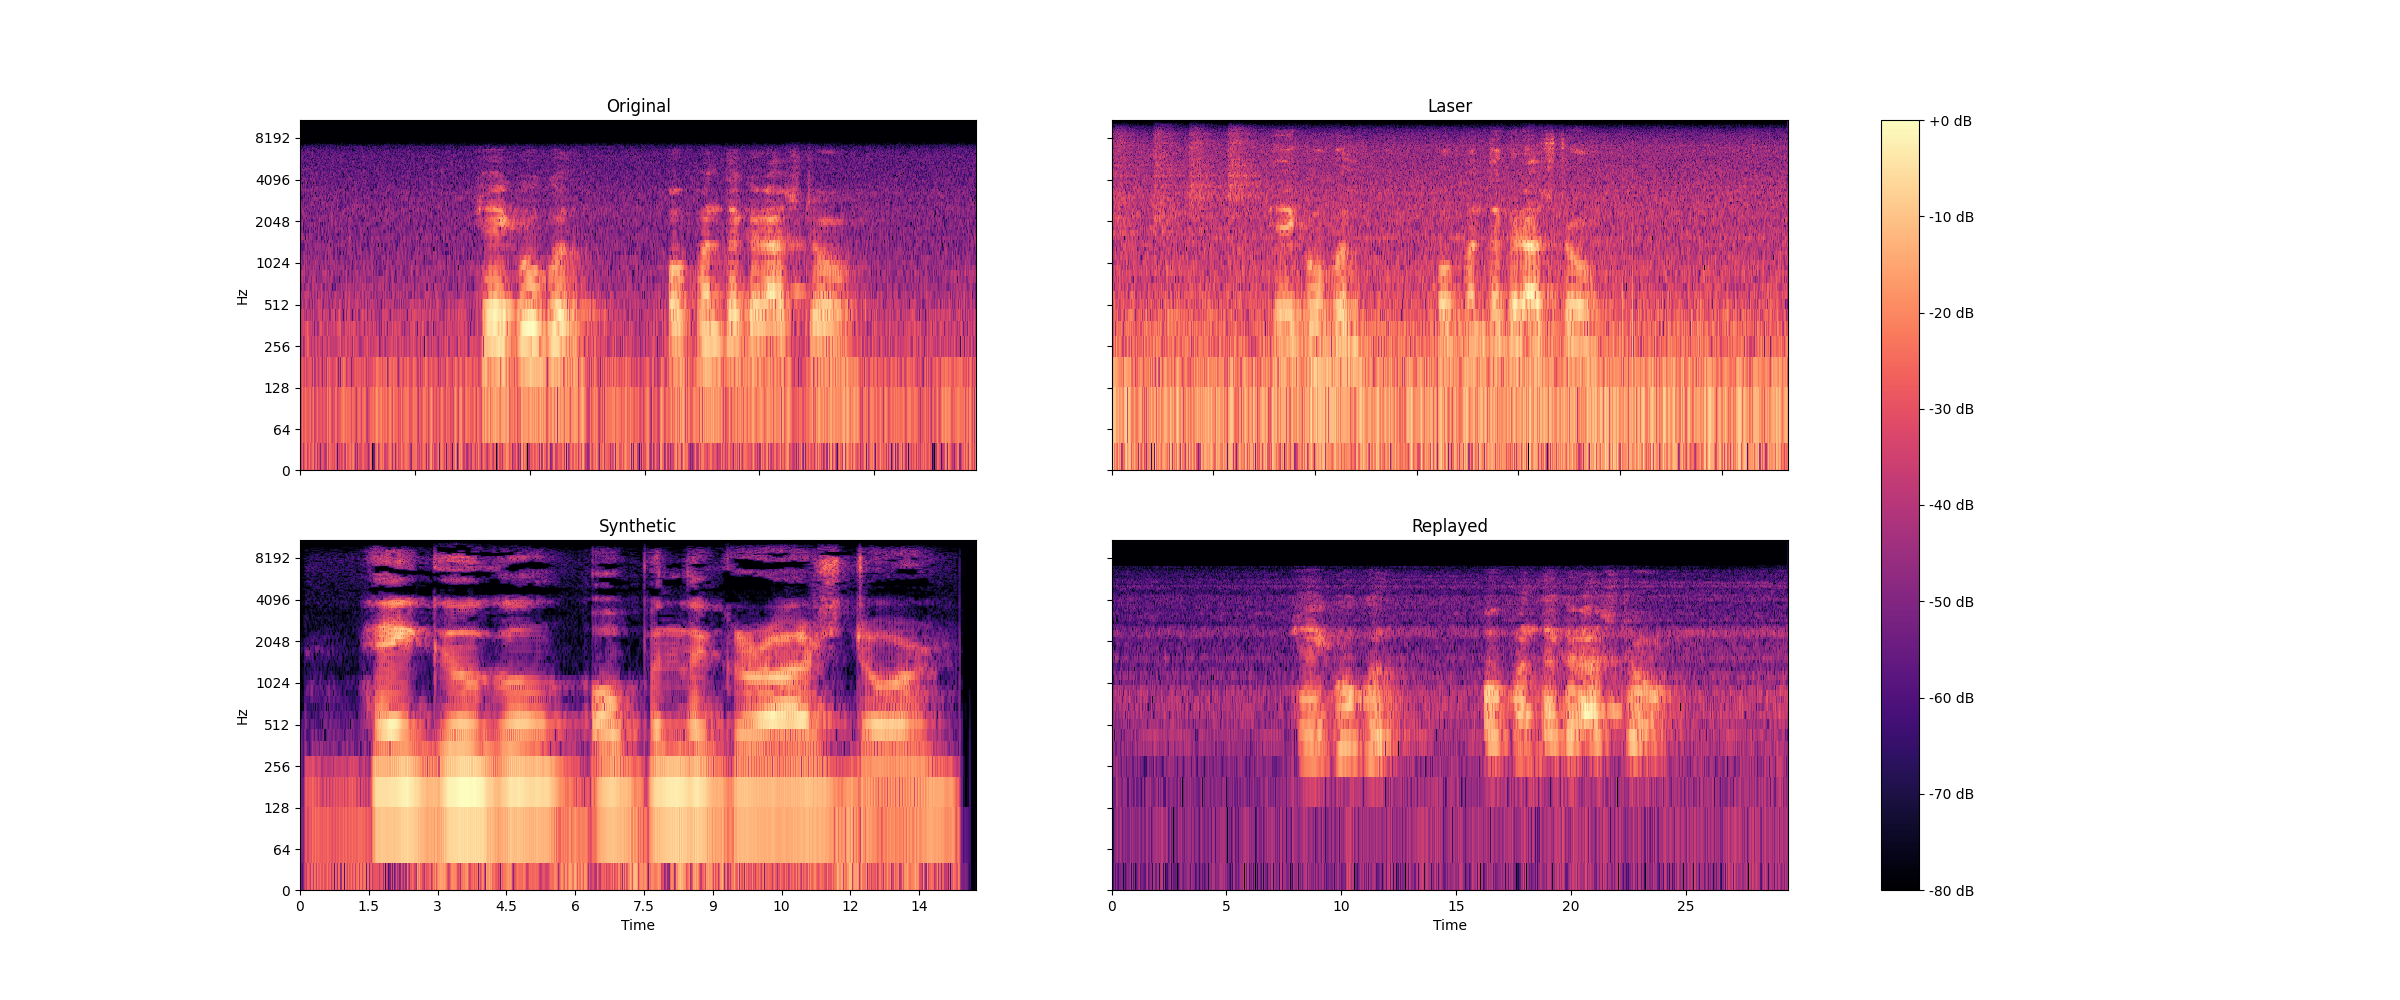 Original
Laser
8192
4096
2048
1024
512
256
128
64
0
Hz
Synthetic
Replayed
8192
4096
2048
1024
512
256
128
64
0
Hz
0 1.5 3 4.5 6 7.5 9 10 12 14
Time
0 5 10 15 20 25
Time
+0 dB
-10 dB
-20 dB
-30 dB
-40 dB
-50 dB
-60 dB
-70 dB
-80 dB